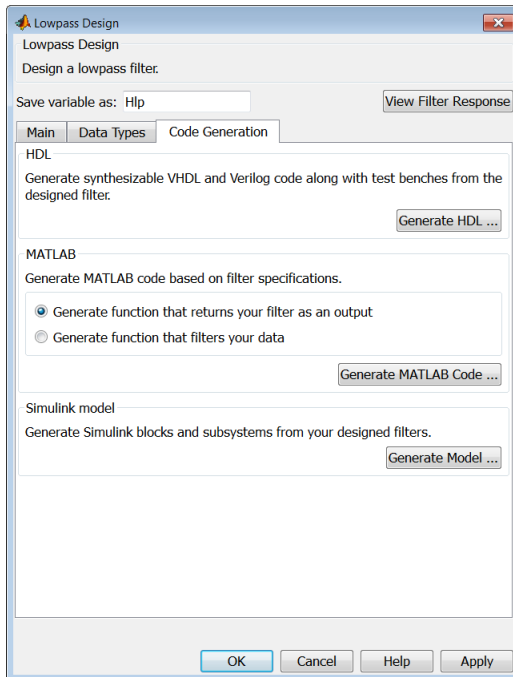 Lowpass Design
Lowpass Design
Design a lowpass filter.
Save variable as: Hlp View Filter Response
Main Data Types Code Generation
HDL
Generate synthesizable VHDL and Verilog code along with test benches from the
designed filter.
Generate HDL ...
MATLAB
Generate MATLAB code based on filter specifications.
Generate function that returns your filter as an output
Generate function that filters your data
Generate MATLAB Code ...
Simulink model
Generate Simulink blocks and subsystems from your designed filters.
Generate Model ...
OK Cancel Help Apply